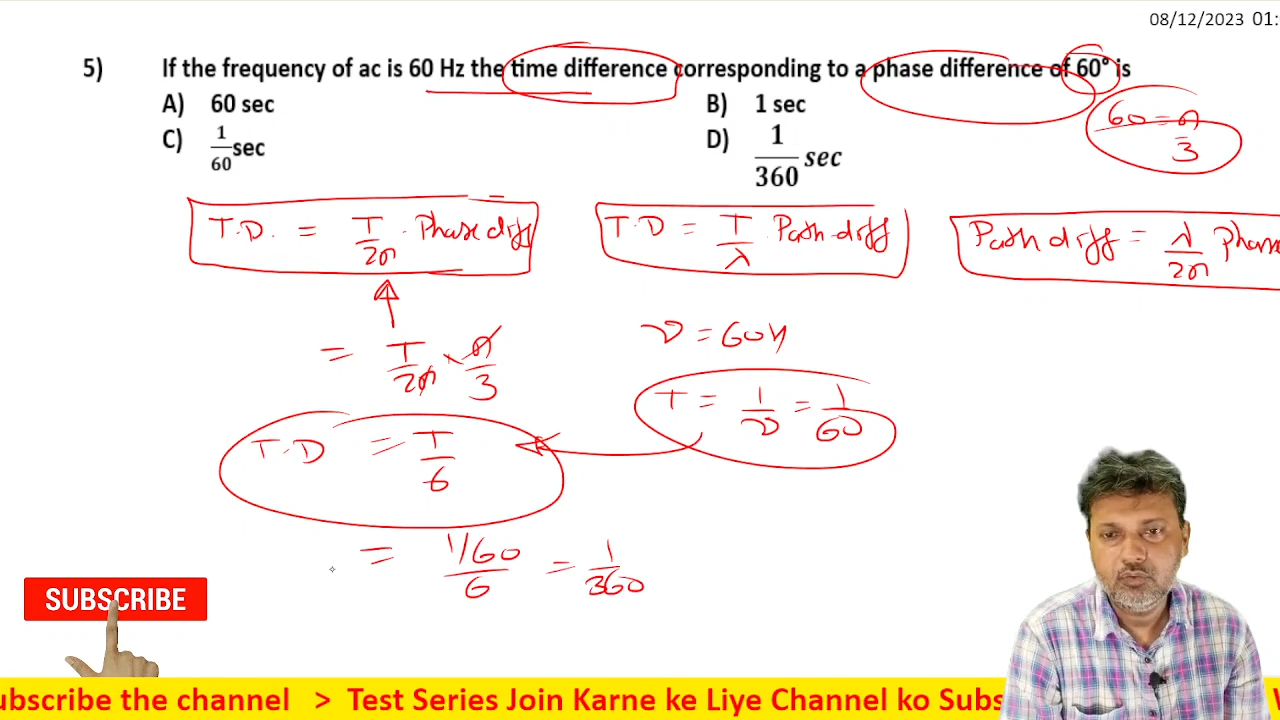 08/12/2023 01:
5) If the frequency of ac is 60 Hz the time difference corresponding to a phase difference of 60° is
A) 60 sec
B) 1 sec
C) 1/60 sec
D) 1/360 sec
60 = π/3
T.D. = T/2π . Phase diff
T.D = T/λ . Path diff
Path diff = λ/2π Phase
= T/2π × π/3
ν = 60H
T = 1/ν = 1/60
T.D = T/6
= 1/60/6 = 1/360
SUBSCRIBE
ubscribe the channel > Test Series Join Karne ke Liye Channel ko Subs